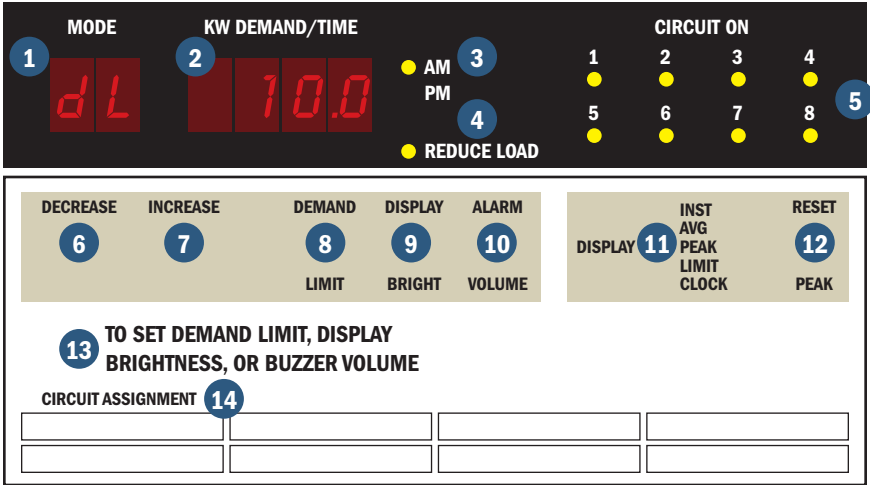 MODE KW DEMAND/TIME CIRCUIT ON
1 2 3 1 2 3 4
dL 10.0 AM
PM
4 5 6 7 8 5
REDUCE LOAD
DECREASE INCREASE DEMAND DISPLAY ALARM
6 7 8 9 10
LIMIT BRIGHT VOLUME
DISPLAY 11 INST
AVG
PEAK
LIMIT
CLOCK
RESET
12
PEAK
13 TO SET DEMAND LIMIT, DISPLAY
BRIGHTNESS, OR BUZZER VOLUME
CIRCUIT ASSIGNMENT 14